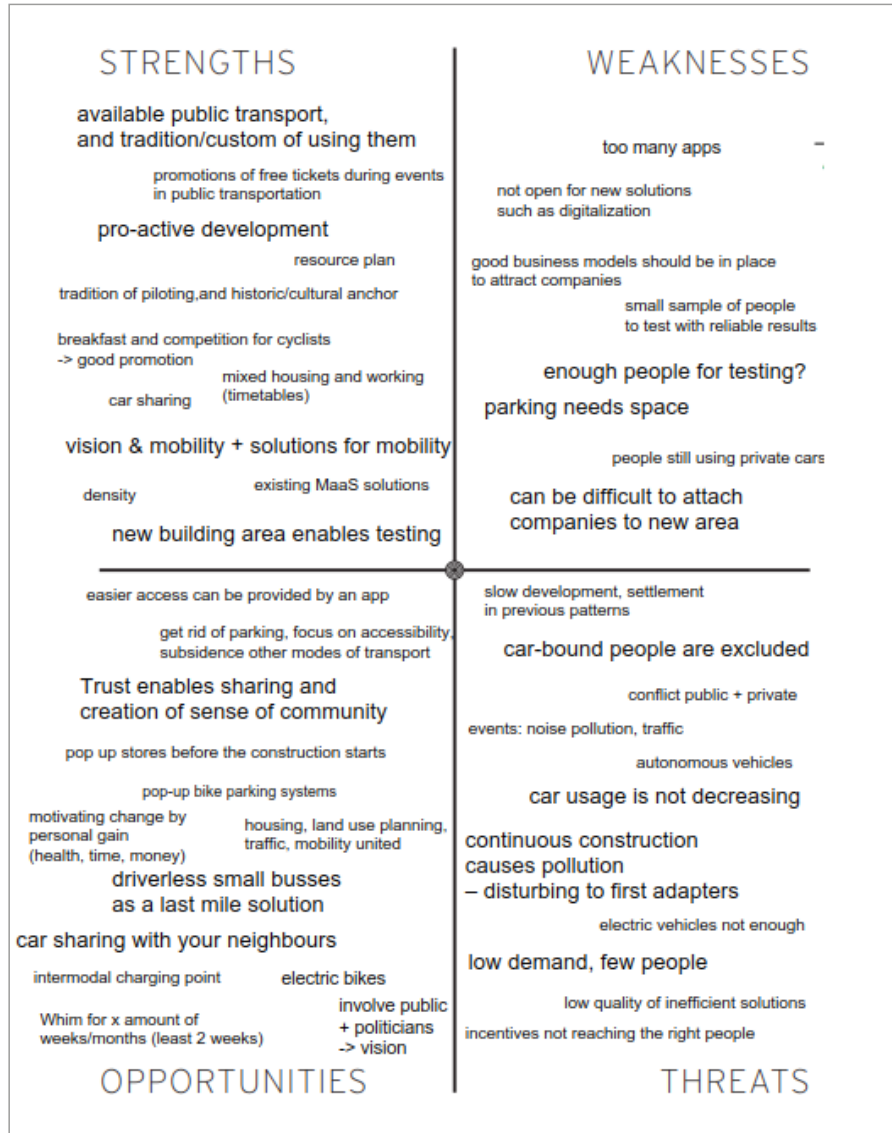 STRENGTHS
available public transport,
and tradition/custom of using them
promotions of free tickets during events
in public transportation
pro-active development
resource plan
tradition of piloting,and historic/cultural anchor
breakfast and competition for cyclists
-> good promotion
mixed housing and working
(timetables)
car sharing
vision & mobility + solutions for mobility
existing MaaS solutions
density
new building area enables testing
WEAKNESSES
too many apps
not open for new solutions
such as digitalization
good business models should be in place
to attract companies
small sample of people
to test with reliable results
enough people for testing?
parking needs space
people still using private cars
can be difficult to attach
companies to new area
easier access can be provided by an app
get rid of parking, focus on accessibility,
subsidence other modes of transport
Trust enables sharing and
creation of sense of community
pop up stores before the construction starts
pop-up bike parking systems
motivating change by
personal gain
(health, time, money)
housing, land use planning,
traffic, mobility united
driverless small busses
as a last mile solution
car sharing with your neighbours
intermodal charging point
electric bikes
Whim for x amount of
weeks/months (least 2 weeks)
involve public
+ politicians
-> vision
OPPORTUNITIES
slow development, settlement
in previous patterns
car-bound people are excluded
conflict public + private
events: noise pollution, traffic
autonomous vehicles
car usage is not decreasing
continuous construction
causes pollution
– disturbing to first adapters
electric vehicles not enough
low demand, few people
low quality of inefficient solutions
incentives not reaching the right people
THREATS